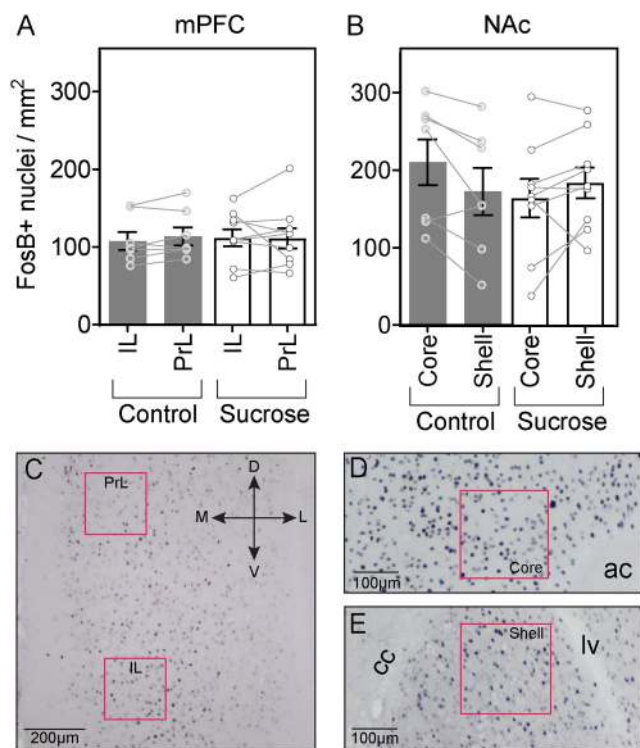 A
mPFC
B
NAc
FosB+ nuclei / mm²
300
200
100
0
IL
PrL
IL
PrL
Control
Sucrose
300
200
100
0
Core
Shell
Core
Shell
Control
Sucrose
C
PrL
D
M
L
V
IL
200µm
D
Core
ac
100µm
E
Shell
cc
lv
100µm